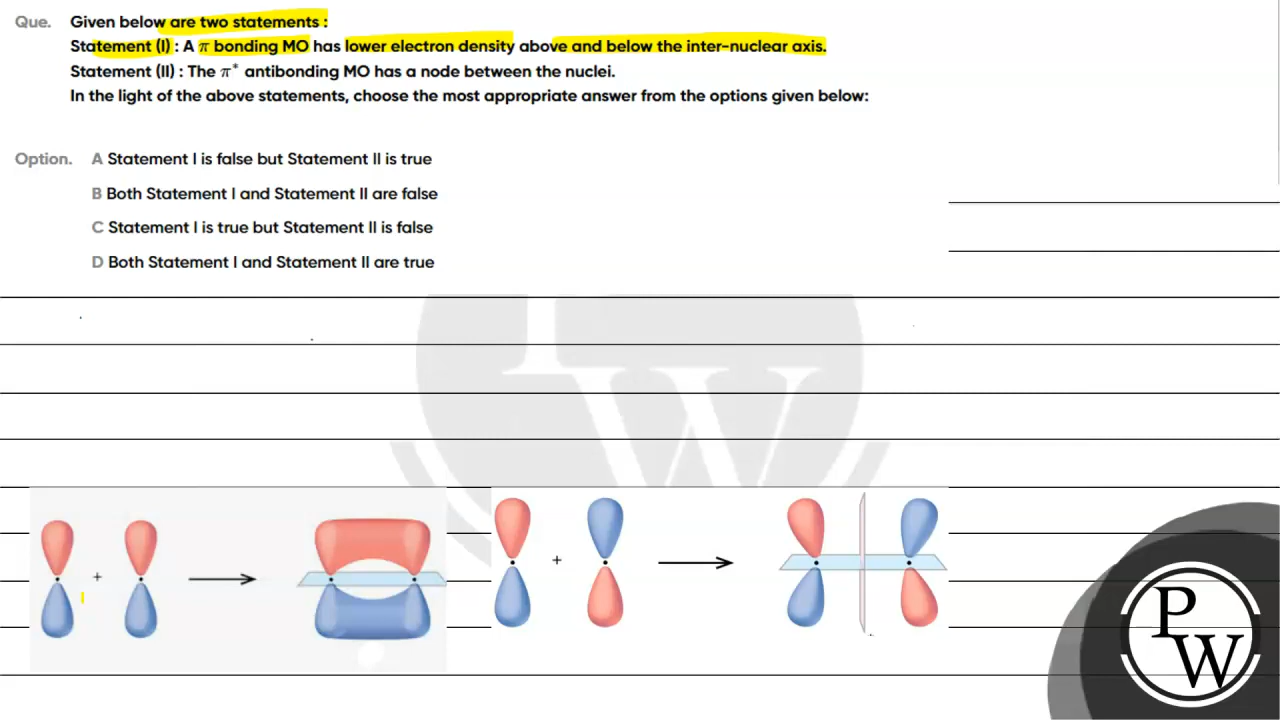 Que. Given below are two statements :
Statement (I) : A π bonding MO has lower electron density above and below the inter-nuclear axis.
Statement (II) : The π* antibonding MO has a node between the nuclei.
In the light of the above statements, choose the most appropriate answer from the options given below:
Option. A Statement I is false but Statement II is true
B Both Statement I and Statement II are false
C Statement I is true but Statement II is false
D Both Statement I and Statement II are true
W
+
+
P
W